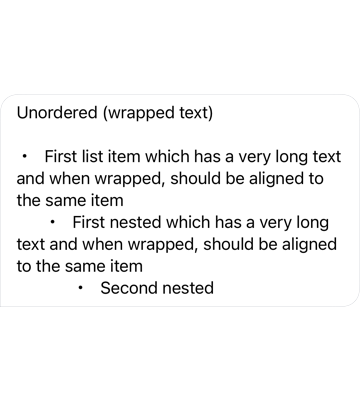 Unordered (wrapped text)
• First list item which has a very long text
and when wrapped, should be aligned to
the same item
• First nested which has a very long
text and when wrapped, should be aligned
to the same item
• Second nested